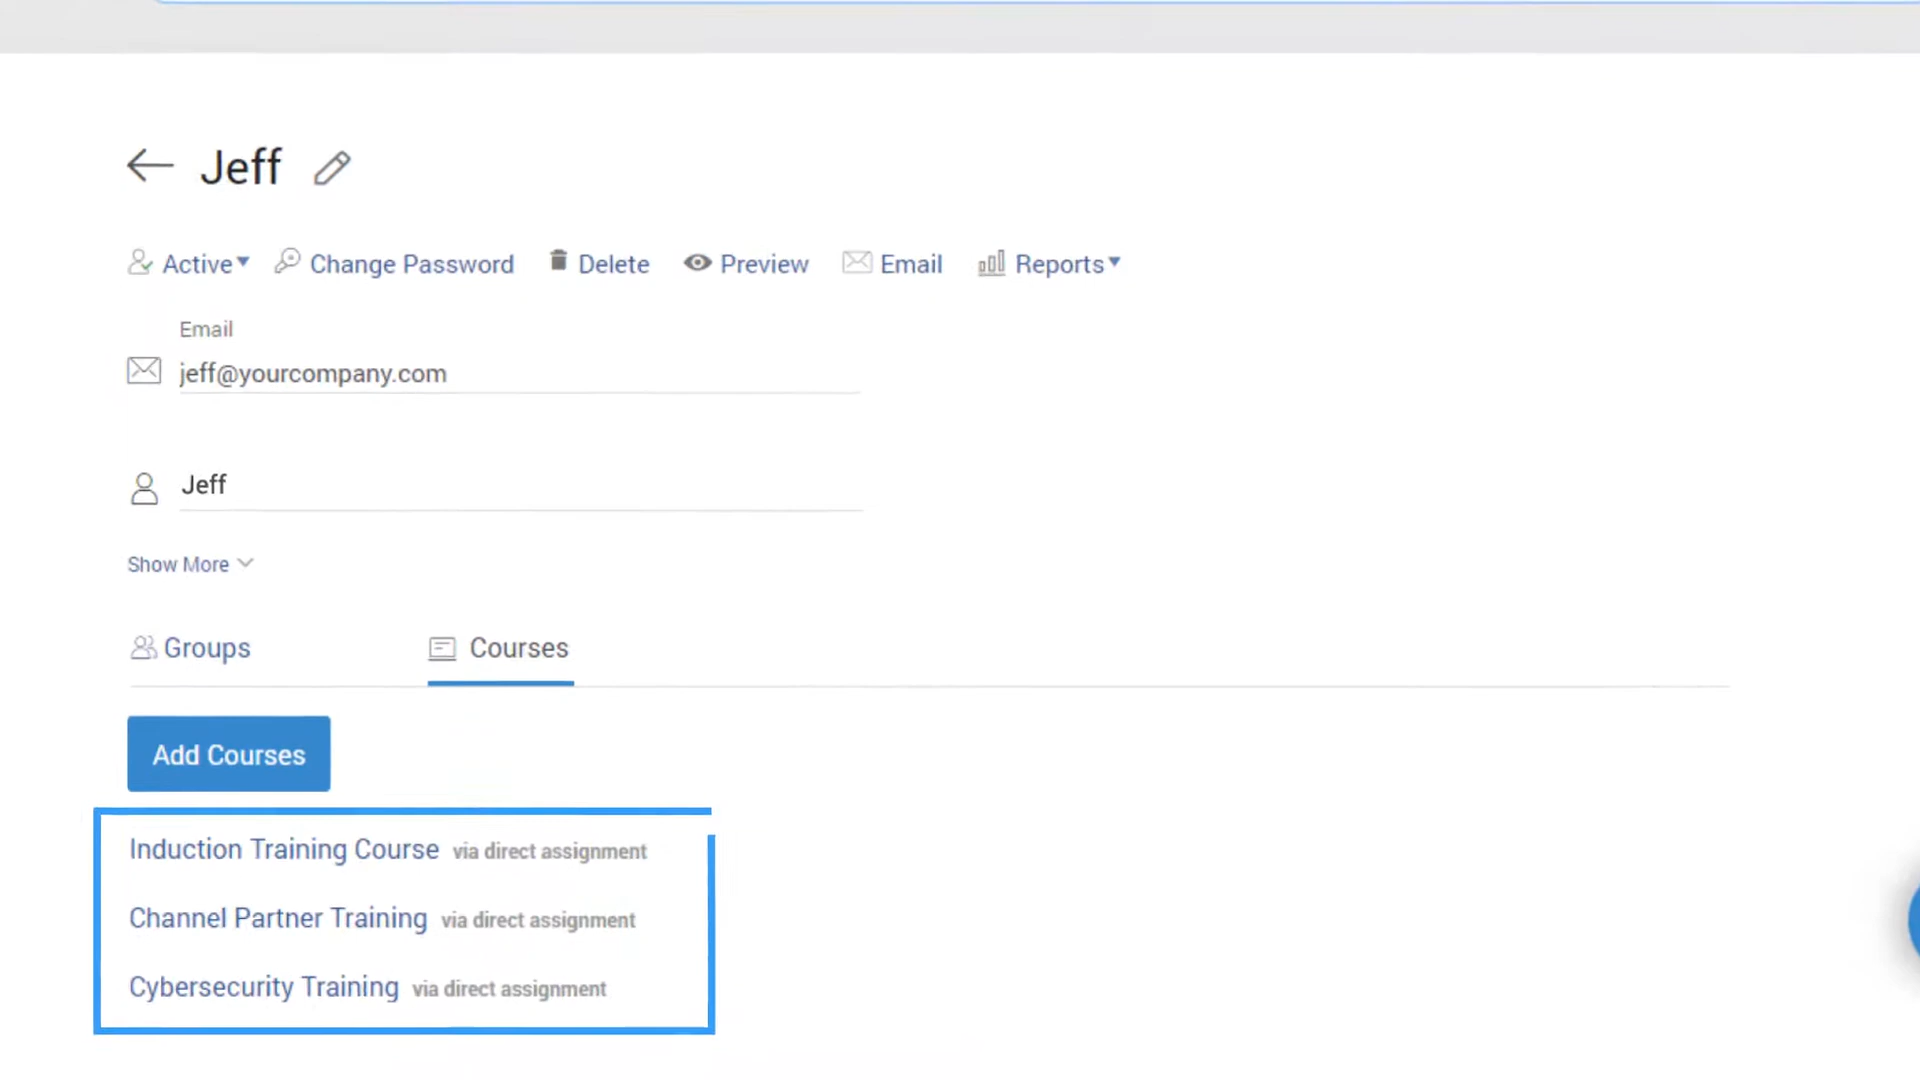 Jeff
Active Change Password Delete Preview Email Reports
Email
jeff@yourcompany.com
Jeff
Show More
Groups Courses
Add Courses
Induction Training Course via direct assignment
Channel Partner Training via direct assignment
Cybersecurity Training via direct assignment